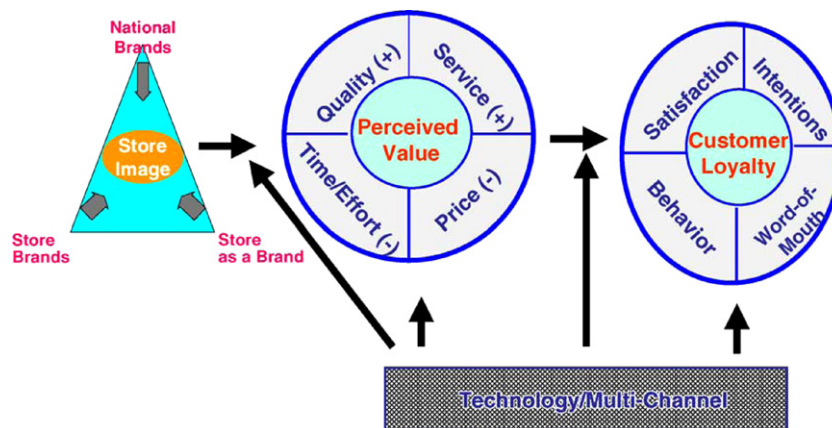 National
Brands
Store
Image
Store
Brands
Store
as a Brand
Quality (+)
Service (+)
Perceived
Value
Time/Effort (-)
Price (-)
Satisfaction
Intentions
Customer
Loyalty
Behavior
Word-of-
Mouth
Technology/Multi-Channel